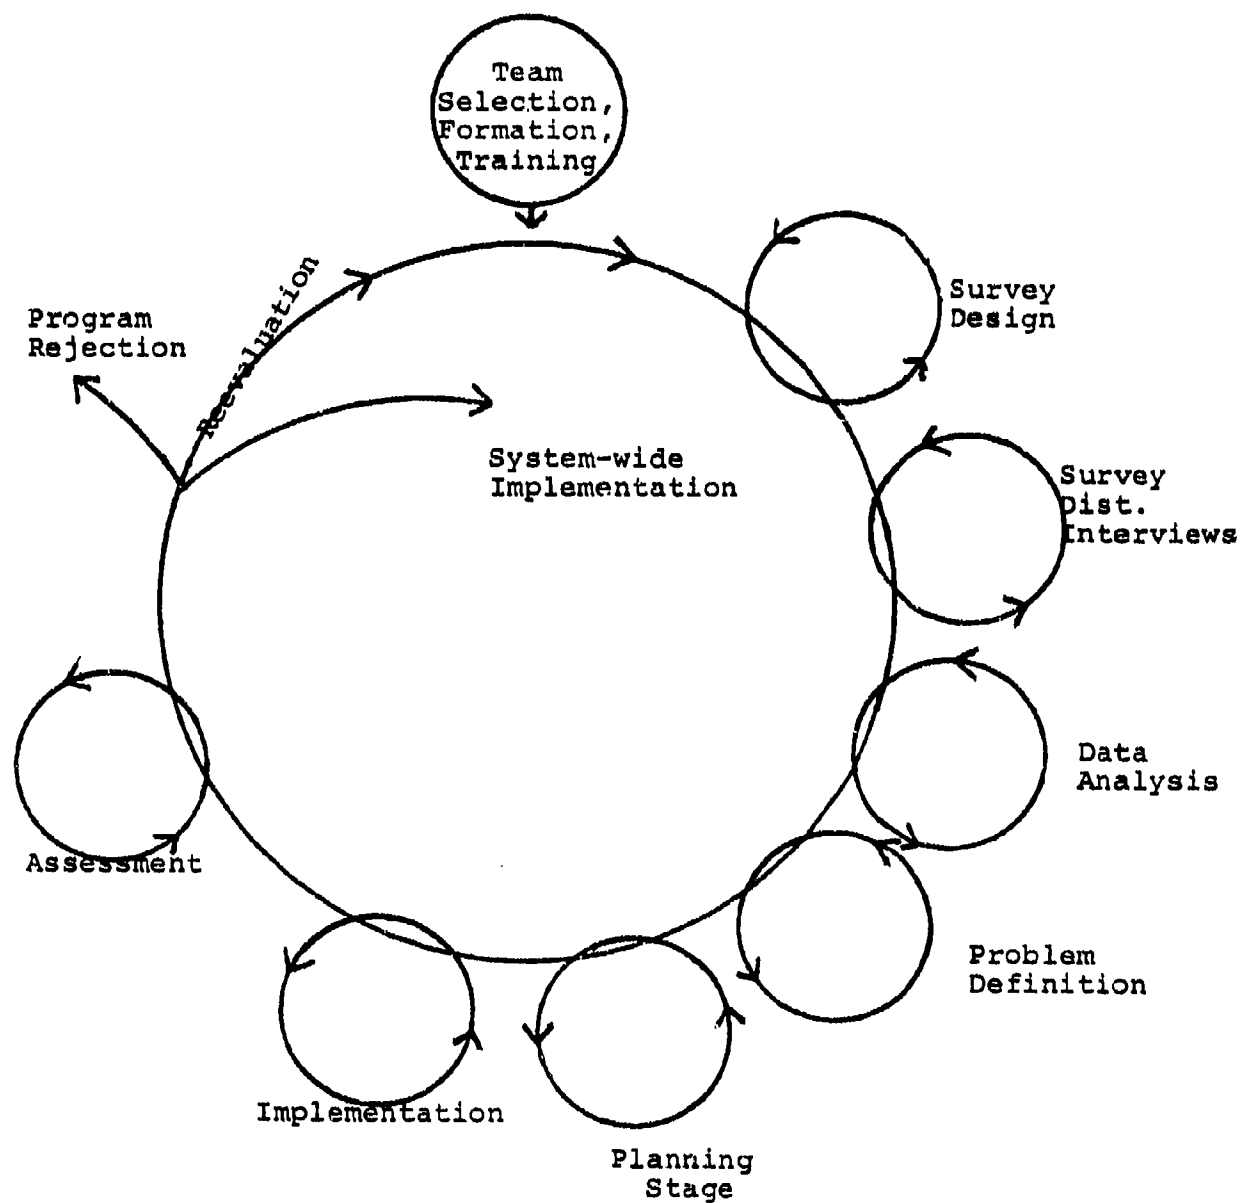 Team
Selection,
Formation,
Training
Survey
Design
Reevaluation
Program
Rejection
System-wide
Implementation
Survey
Dist.
Interviews
Data
Analysis
Assessment
Problem
Definition
Implementation
Planning
Stage